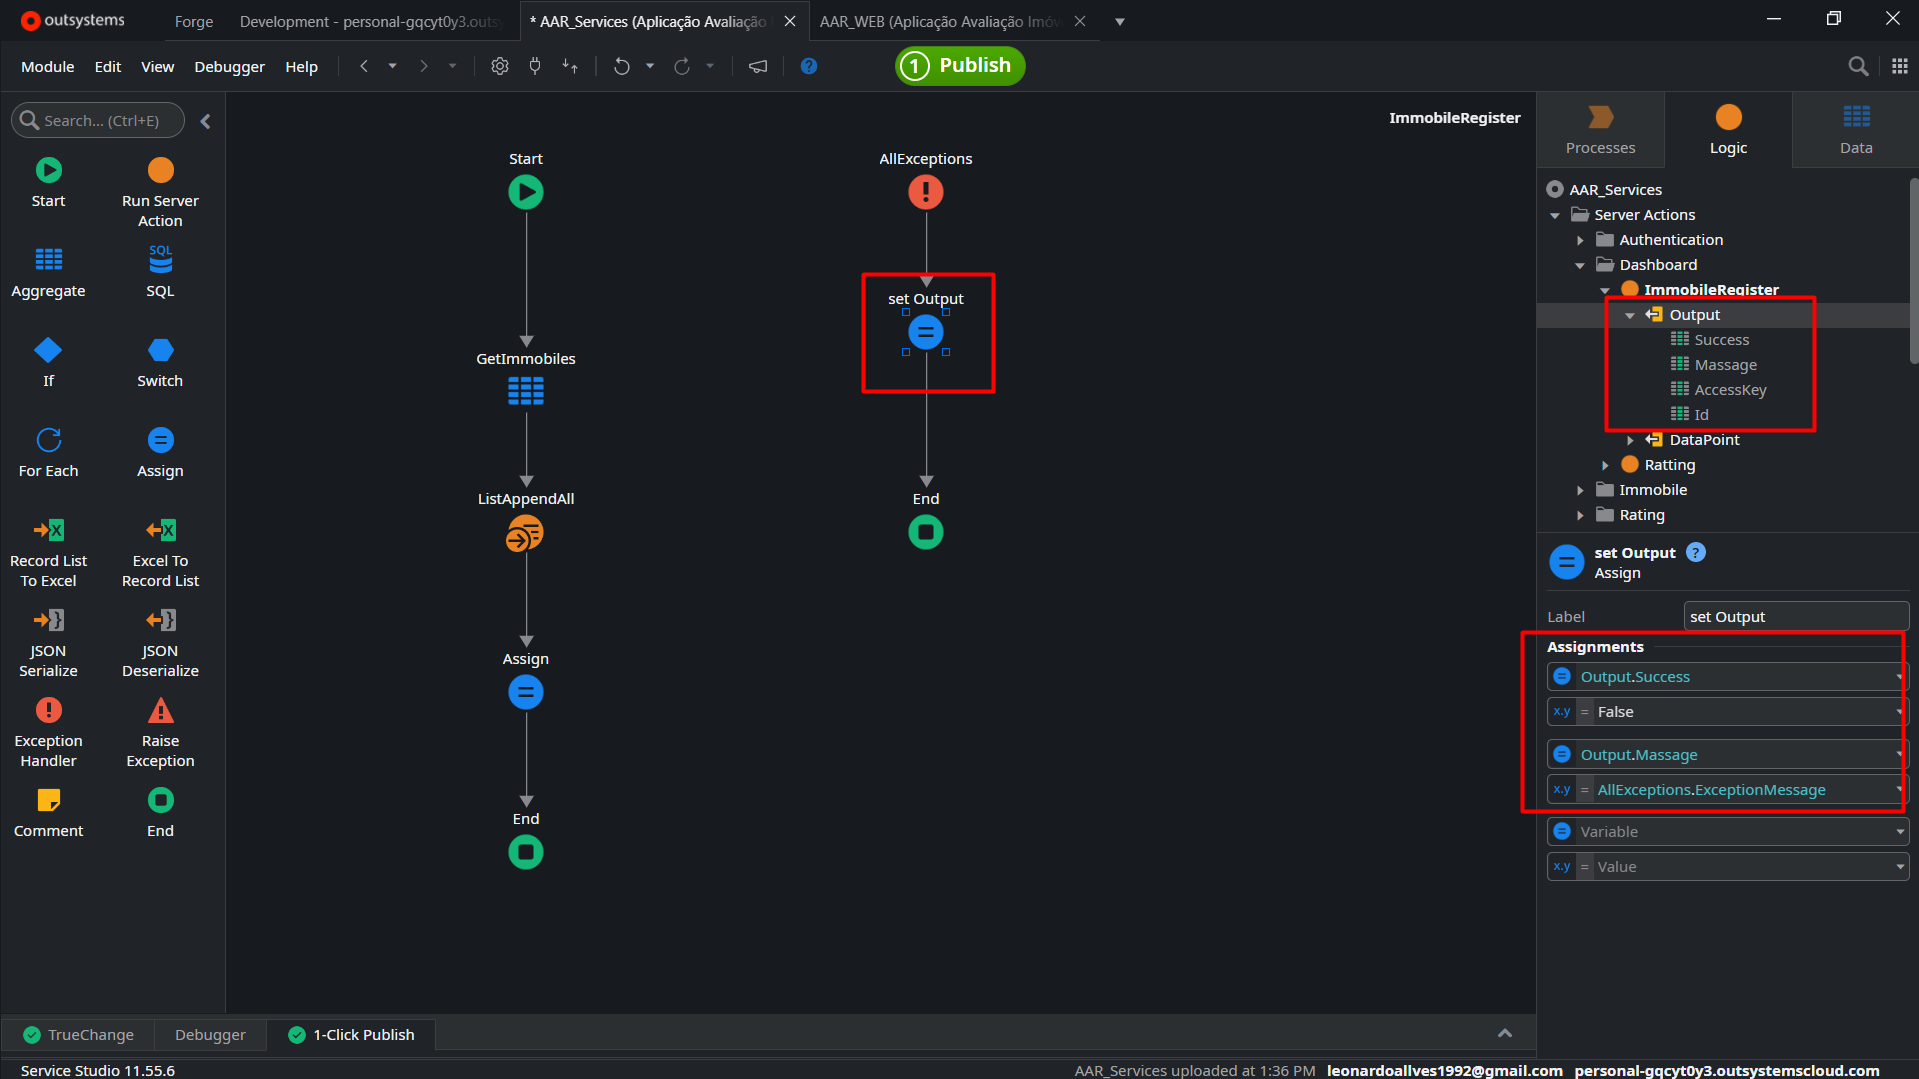 outsystems
Forge
Development - personal-gqcyt0y3.outs
* AAR_Services (Aplicação Avaliação
AAR_WEB (Aplicação Avaliação Imóv
Module Edit View Debugger Help
1 Publish
Search... (Ctrl+E)
Start
Run Server Action
Aggregate
SQL
SQL
If
Switch
For Each
Assign
Record List To Excel
Excel To Record List
JSON Serialize
JSON Deserialize
Exception Handler
Raise Exception
Comment
End
ImmobileRegister
Start
GetImmobiles
ListAppendAll
Assign
End
AllExceptions
set Output
End
Processes
Logic
Data
AAR_Services
Server Actions
Authentication
Dashboard
ImmobileRegister
Output
Success
Massage
AccessKey
Id
DataPoint
Ratting
Immobile
Rating
set Output ?
Assign
Label set Output
Assignments
Output.Success
x.y = False
Output.Massage
x.y = AllExceptions.ExceptionMessage
Variable
x.y = Value
TrueChange
Debugger
1-Click Publish
Service Studio 11.55.6
AAR_Services uploaded at 1:36 PM leonardoallves1992@gmail.com personal-gqcyt0y3.outsystemscloud.com